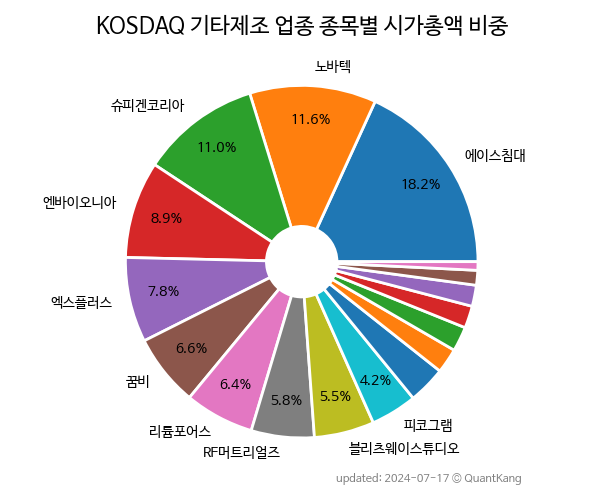 KOSDAQ 기타제조 업종 종목별 시가총액 비중
노바텍
11.6%
슈피겐코리아
11.0%
에이스침대
18.2%
엔바이오니아
8.9%
엑스플러스
7.8%
꿈비
6.6%
리튬포어스
6.4%
RF머트리얼즈
5.8%
블리츠웨이스튜디오
5.5%
피코그램
4.2%
updated: 2024-07-17 © QuantKang